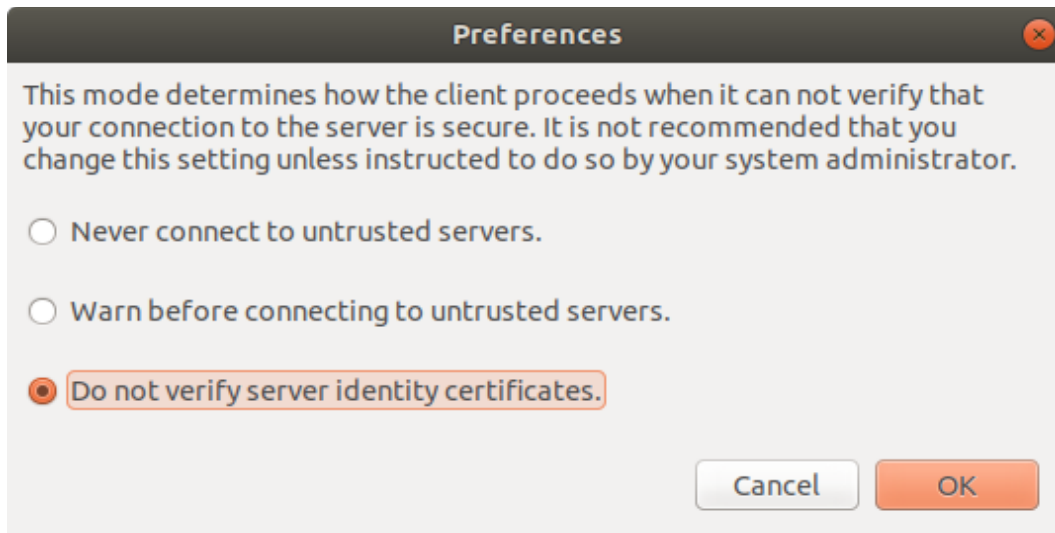 Preferences
This mode determines how the client proceeds when it can not verify that
your connection to the server is secure. It is not recommended that you
change this setting unless instructed to do so by your system administrator.
Never connect to untrusted servers.
Warn before connecting to untrusted servers.
Do not verify server identity certificates.
Cancel OK